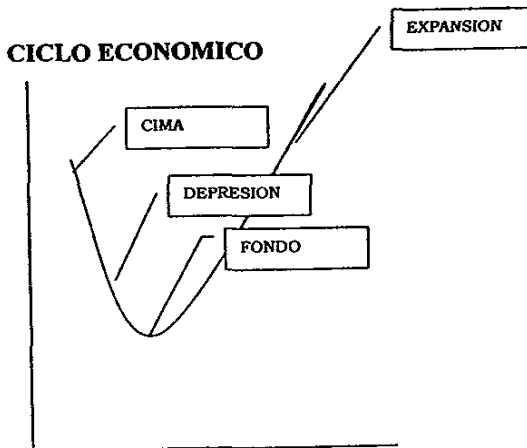 EXPANSION
CICLO ECONOMICO
CIMA
DEPRESION
FONDO